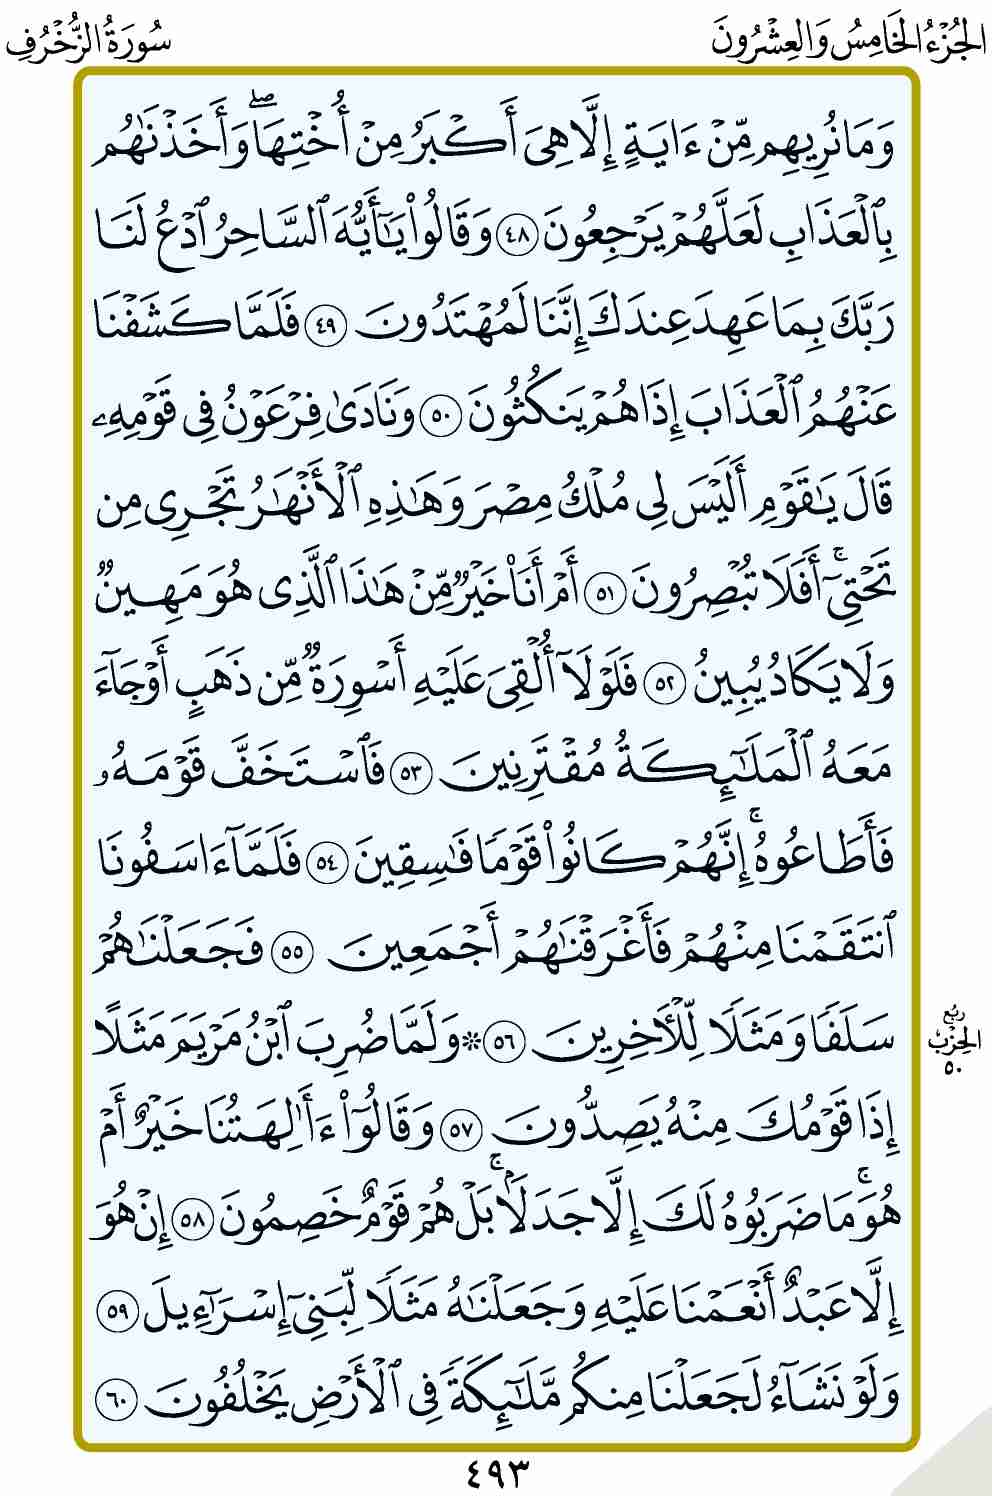 الجُزْءُ الخَامِسُ وَالعِشْرُونَ
سُورَةُ الزُّخْرُفِ
وَمَا نُرِيهِم مِّنْ ءَايَةٍ إِلَّا هِيَ أَكْبَرُ مِنْ أُخْتِهَاۖ وَأَخَذْنَٰهُم
بِٱلْعَذَابِ لَعَلَّهُمْ يَرْجِعُونَ ٤٨ وَقَالُوا۟ يَٰٓأَيُّهَ ٱلسَّاحِرُ ٱدْعُ لَنَا
رَبَّكَ بِمَا عَهِدَ عِندَكَ إِنَّنَا لَمُهْتَدُونَ ٤٩ فَلَمَّا كَشَفْنَا
عَنْهُمُ ٱلْعَذَابَ إِذَا هُمْ يَنكُثُونَ ٥٠ وَنَادَىٰ فِرْعَوْنُ فِى قَوْمِهِۦ
قَالَ يَٰقَوْمِ أَلَيْسَ لِى مُلْكُ مِصْرَ وَهَٰذِهِ ٱلْأَنْهَٰرُ تَجْرِى مِن
تَحْتِىٓۚ أَفَلَا تُبْصِرُونَ ٥١ أَمْ أَنَا۠ خَيْرٌ مِّنْ هَٰذَا ٱلَّذِى هُوَ مَهِينٌ
وَلَا يَكَادُ يُبِينُ ٥٢ فَلَوْلَآ أُلْقِىَ عَلَيْهِ أَسْوِرَةٌ مِّن ذَهَبٍ أَوْ جَآءَ
مَعَهُ ٱلْمَلَٰٓئِكَةُ مُقْتَرِنِينَ ٥٣ فَٱسْتَخَفَّ قَوْمَهُۥ
فَأَطَاعُوهُۚ إِنَّهُمْ كَانُوا۟ قَوْمًا فَٰسِقِينَ ٥٤ فَلَمَّآ ءَاسَفُونَا
ٱنتَقَمْنَا مِنْهُمْ فَأَغْرَقْنَٰهُمْ أَجْمَعِينَ ٥٥ فَجَعَلْنَٰهُمْ
سَلَفًا وَمَثَلًا لِّلْءَاخِرِينَ ٥٦ ۞ وَلَمَّا ضُرِبَ ٱبْنُ مَرْيَمَ مَثَلًا
إِذَا قَوْمُكَ مِنْهُ يَصِدُّونَ ٥٧ وَقَالُوٓا۟ ءَأَٰلِهَتُنَا خَيْرٌ أَمْ
هُوَۚ مَا ضَرَبُوهُ لَكَ إِلَّا جَدَلًۢاۚ بَلْ هُمْ قَوْمٌ خَصِمُونَ ٥٨ إِنْ هُوَ
إِلَّا عَبْدٌ أَنْعَمْنَا عَلَيْهِ وَجَعَلْنَٰهُ مَثَلًا لِّبَنِىٓ إِسْرَٰٓءِيلَ ٥٩
وَلَوْ نَشَآءُ لَجَعَلْنَا مِنكُم مَّلَٰٓئِكَةً فِى ٱلْأَرْضِ يَخْلُفُونَ ٦٠
رُبْع
الحِزْب
٥٠
٤٩٣